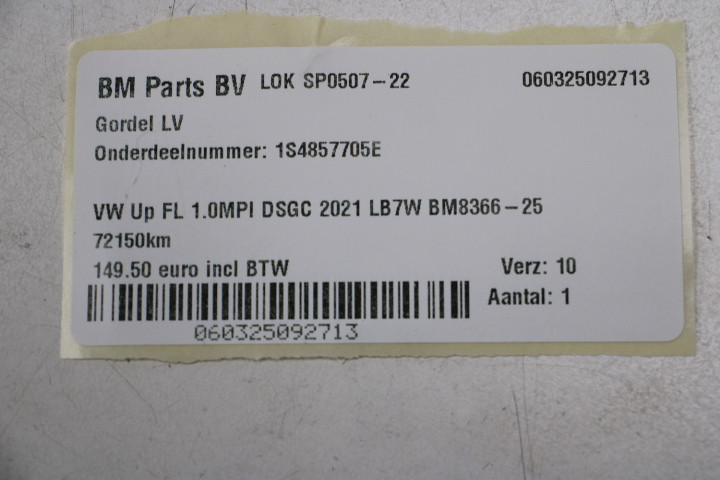 BM Parts BV LOK SP0507-22 060325092713
Gordel LV
Onderdeelnummer: 1S4857705E
VW Up FL 1.0MPI DSGC 2021 LB7W BM8366-25
72150km
149.50 euro incl BTW Verz: 10
Aantal: 1
060325092713